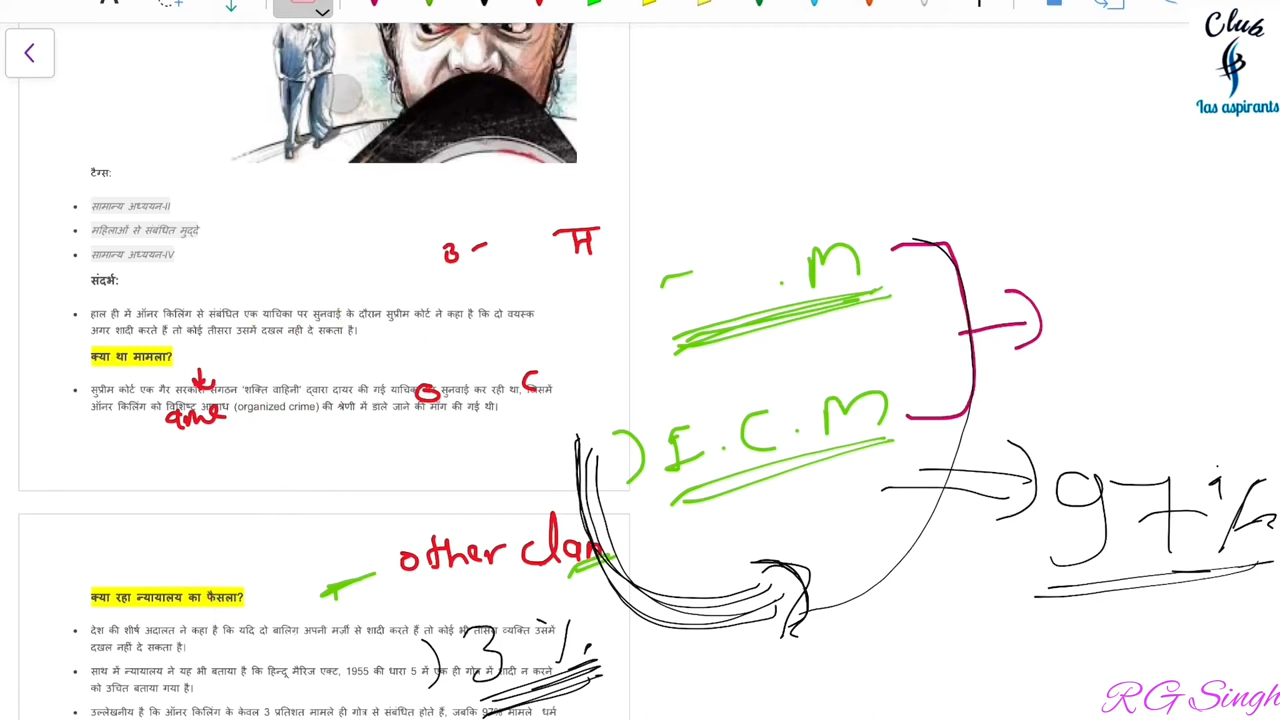 Club
Ias aspirants
टैग्स:
सामान्य अध्ययन-II
महिलाओं से संबंधित मुद्दे
सामान्य अध्ययन-IV
संदर्भ:
हाल ही में ऑनर किलिंग से संबंधित एक याचिका पर सुनवाई के दौरान सुप्रीम कोर्ट ने कहा है कि दो वयस्क
अगर शादी करते हैं तो कोई तीसरा उसमें दखल नही दे सकता है।
.M
क्या था मामला?
सुप्रीम कोर्ट एक गैर सरकारी संगठन 'शक्ति वाहिनी' द्वारा दायर की गई याचिका सुनवाई कर रही था, जिसमें
ऑनर किलिंग को विशिष्ट अपराध (organized crime) की श्रेणी में डाले जाने की मांग की गई थी।
I.C.M
97%
other clan
क्या रहा न्यायालय का फैसला?
देश की शीर्ष अदालत ने कहा है कि यदि दो बालिग अपनी मर्ज़ी से शादी करते हैं तो कोई भी तीसरा व्यक्ति उसमें
दखल नहीं दे सकता है।
3%
साथ में न्यायालय ने यह भी बताया है कि हिन्दू मैरिज एक्ट, 1955 की धारा 5 में एक ही गोत्र में शादी न करने
को उचित बताया गया है।
उल्लेखनीय है कि ऑनर किलिंग के केवल 3 प्रतिशत मामले ही गोत्र से संबंधित होते हैं, जबकि 97% मामले धर्म
RG Singh